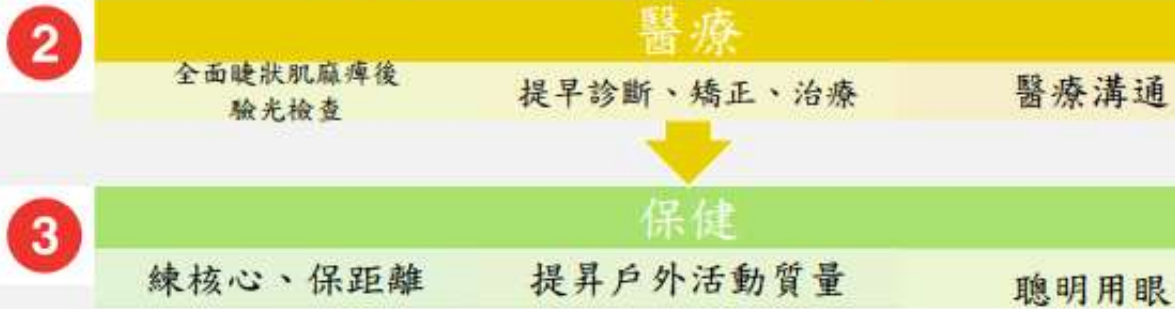 2
醫療
全面睫狀肌麻痺後
驗光檢查
提早診斷、矯正、治療
醫療溝通
3
保健
練核心、保距離
提昇戶外活動質量
聰明用眼